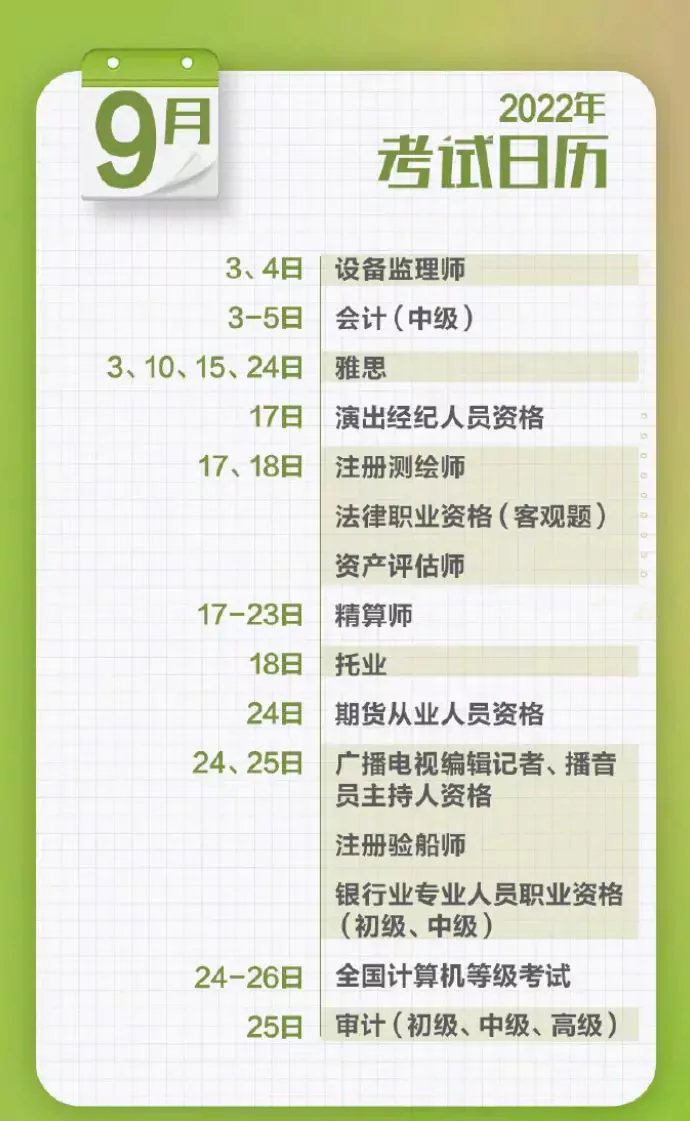 9月
2022年
考试日历
3、4日 设备监理师
3-5日 会计（中级）
3、10、15、24日 雅思
17日 演出经纪人员资格
17、18日 注册测绘师
法律职业资格（客观题）
资产评估师
17-23日 精算师
18日 托业
24日 期货从业人员资格
24、25日 广播电视编辑记者、播音
员主持人资格
注册验船师
银行业专业人员职业资格
（初级、中级）
24-26日 全国计算机等级考试
25日 审计（初级、中级、高级）